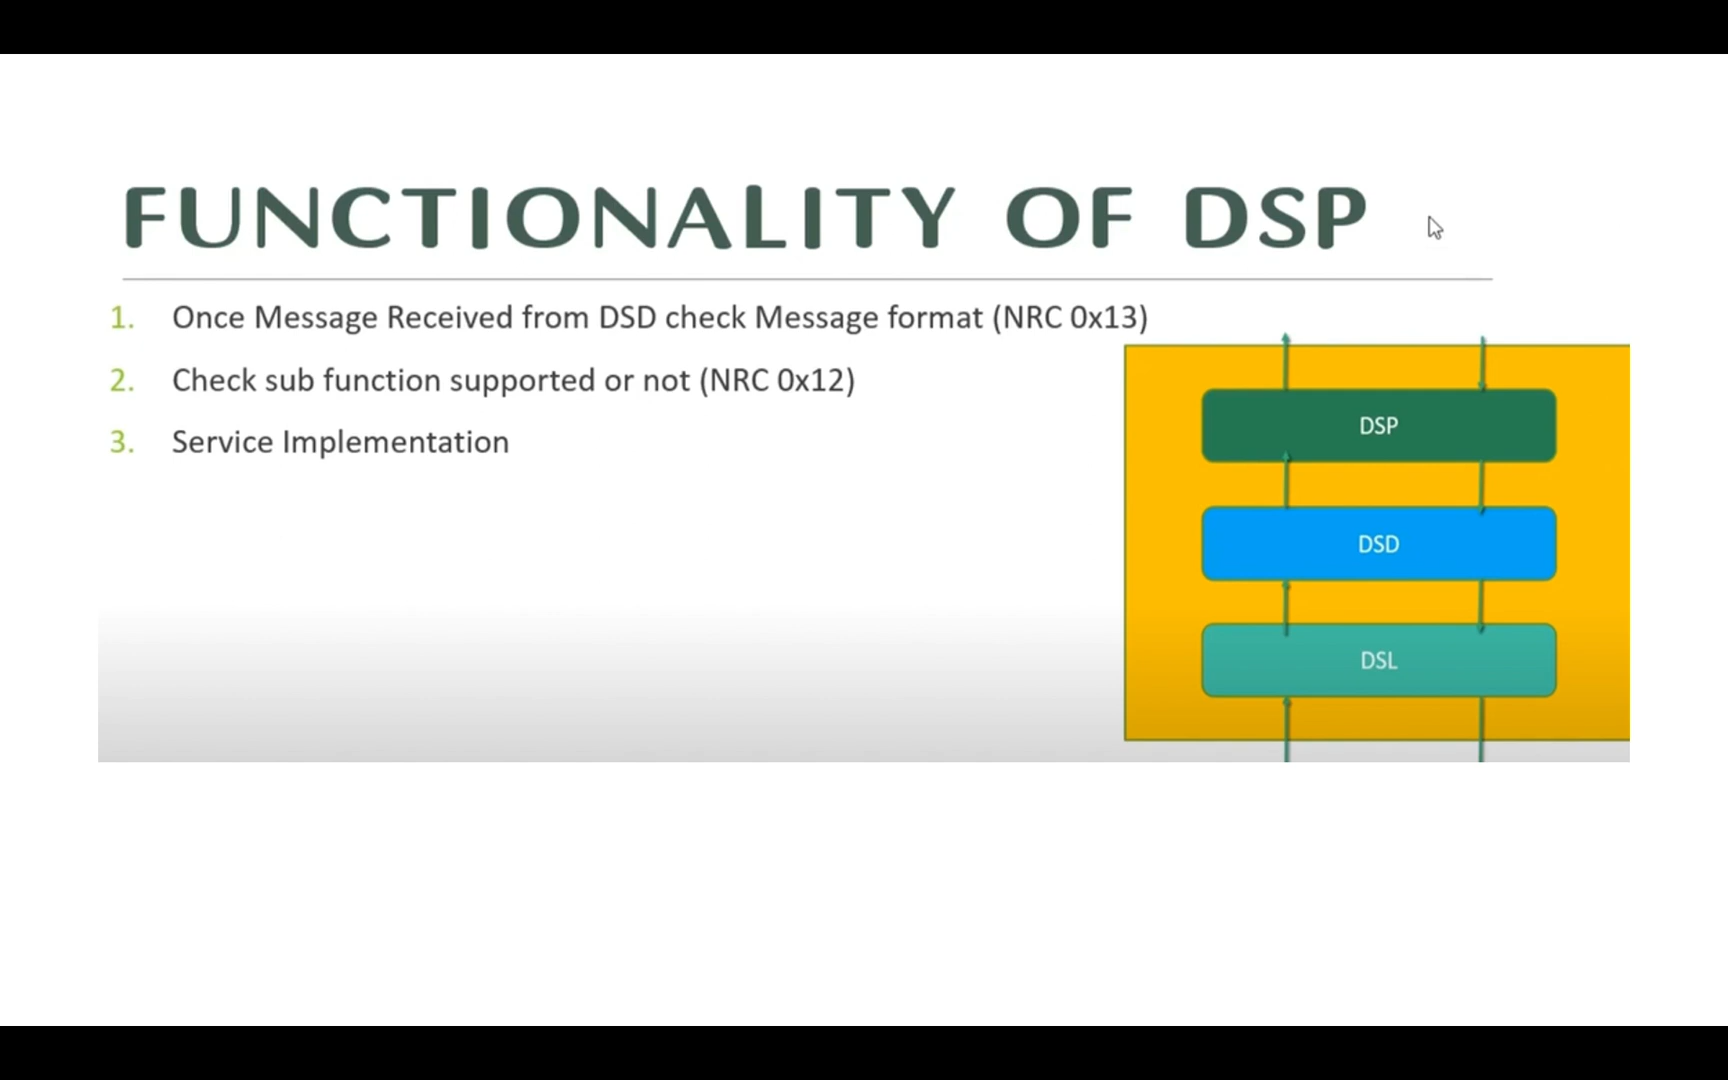 FUNCTIONALITY OF DSP
1. Once Message Received from DSD check Message format (NRC 0x13)
2. Check sub function supported or not (NRC 0x12)
3. Service Implementation
DSP
DSD
DSL